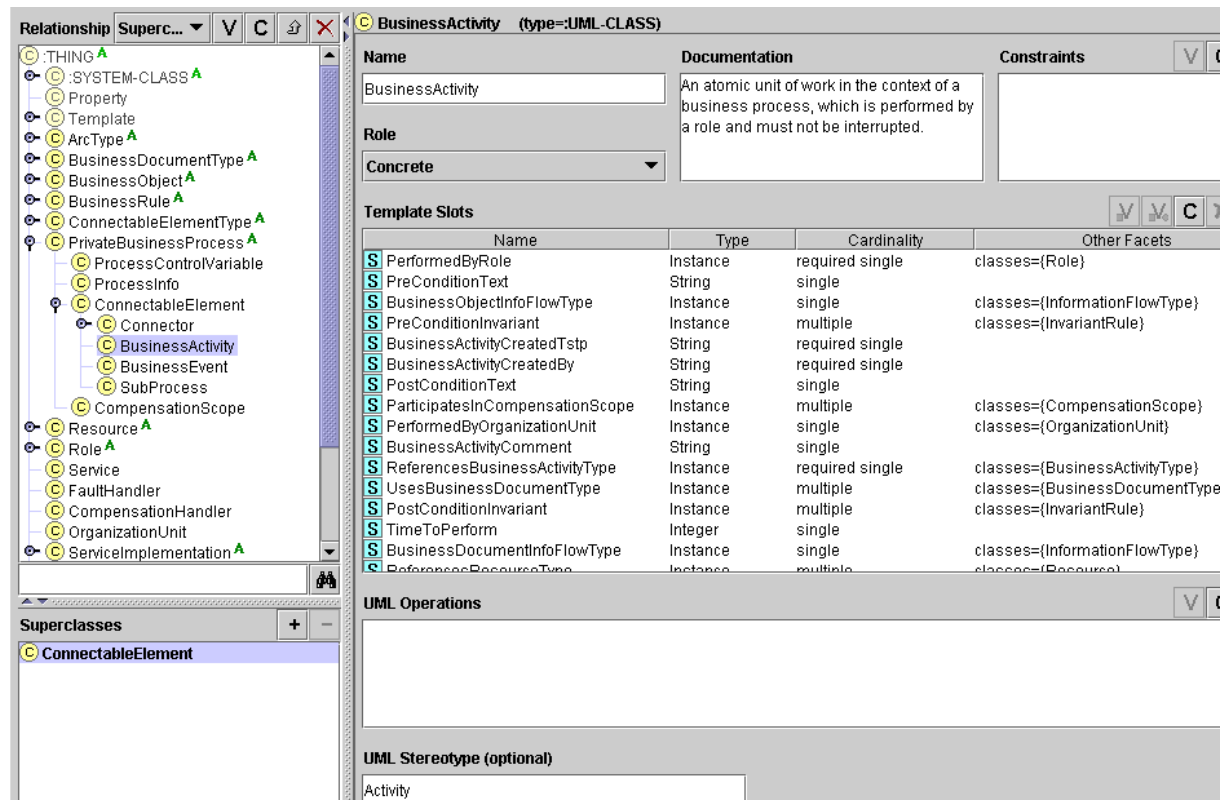 Relationship Superc... V C
C :THING A
C :SYSTEM-CLASS A
C Property
C Template
C ArcType A
C BusinessDocumentType A
C BusinessObject A
C BusinessRule A
C ConnectableElementType A
C PrivateBusinessProcess A
C ProcessControlVariable
C ProcessInfo
C ConnectableElement
C Connector
C BusinessActivity
C BusinessEvent
C SubProcess
C CompensationScope
C Resource A
C Role A
C Service
C FaultHandler
C CompensationHandler
C OrganizationUnit
C ServiceImplementation A
Superclasses + −
C ConnectableElement
C BusinessActivity (type=:UML-CLASS)
Name
BusinessActivity
Role
Concrete
Documentation
An atomic unit of work in the context of a
business process, which is performed by
a role and must not be interrupted.
Constraints V
Template Slots V V C
Name Type Cardinality Other Facets
S PerformedByRole Instance required single classes={Role}
S PreConditionText String single
S BusinessObjectInfoFlowType Instance single classes={InformationFlowType}
S PreConditionInvariant Instance multiple classes={InvariantRule}
S BusinessActivityCreatedTstp String required single
S BusinessActivityCreatedBy String required single
S PostConditionText String single
S ParticipatesInCompensationScope Instance multiple classes={CompensationScope}
S PerformedByOrganizationUnit Instance single classes={OrganizationUnit}
S BusinessActivityComment String single
S ReferencesBusinessActivityType Instance required single classes={BusinessActivityType}
S UsesBusinessDocumentType Instance multiple classes={BusinessDocumentType
S PostConditionInvariant Instance multiple classes={InvariantRule}
S TimeToPerform Integer single
S BusinessDocumentInfoFlowType Instance single classes={InformationFlowType}
S ReferencesResourceType Instance multiple classes={Resource}
UML Operations V
UML Stereotype (optional)
Activity